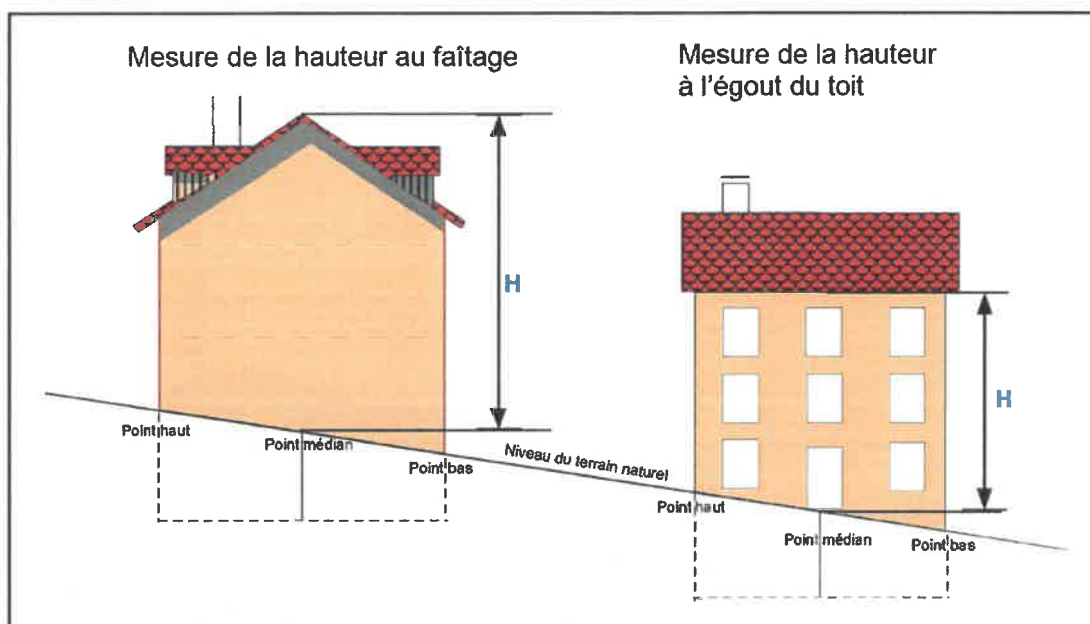 Mesure de la hauteur au faîtage
Mesure de la hauteur
à l'égout du toit
H
H
Point haut
Point médian
Point bas
Niveau du terrain naturel
Point haut
Point médian
Point bas